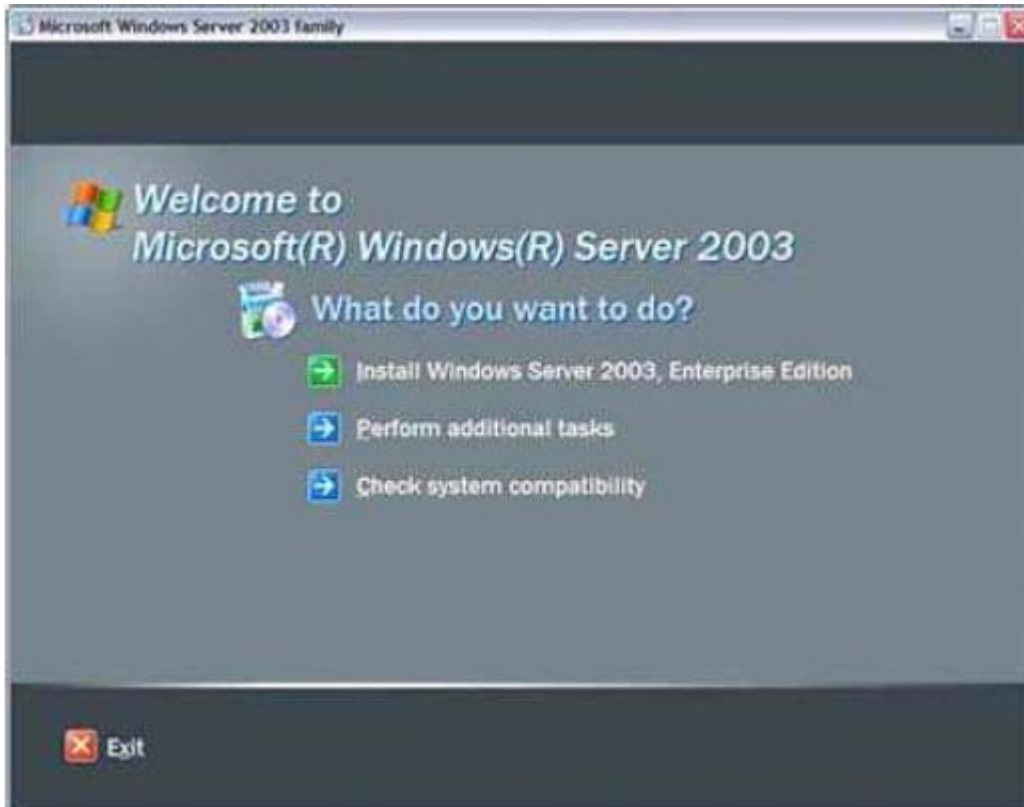 Microsoft Windows Server 2003 family
Welcome to
Microsoft(R) Windows(R) Server 2003
What do you want to do?
Install Windows Server 2003, Enterprise Edition
Perform additional tasks
Check system compatibility
Exit